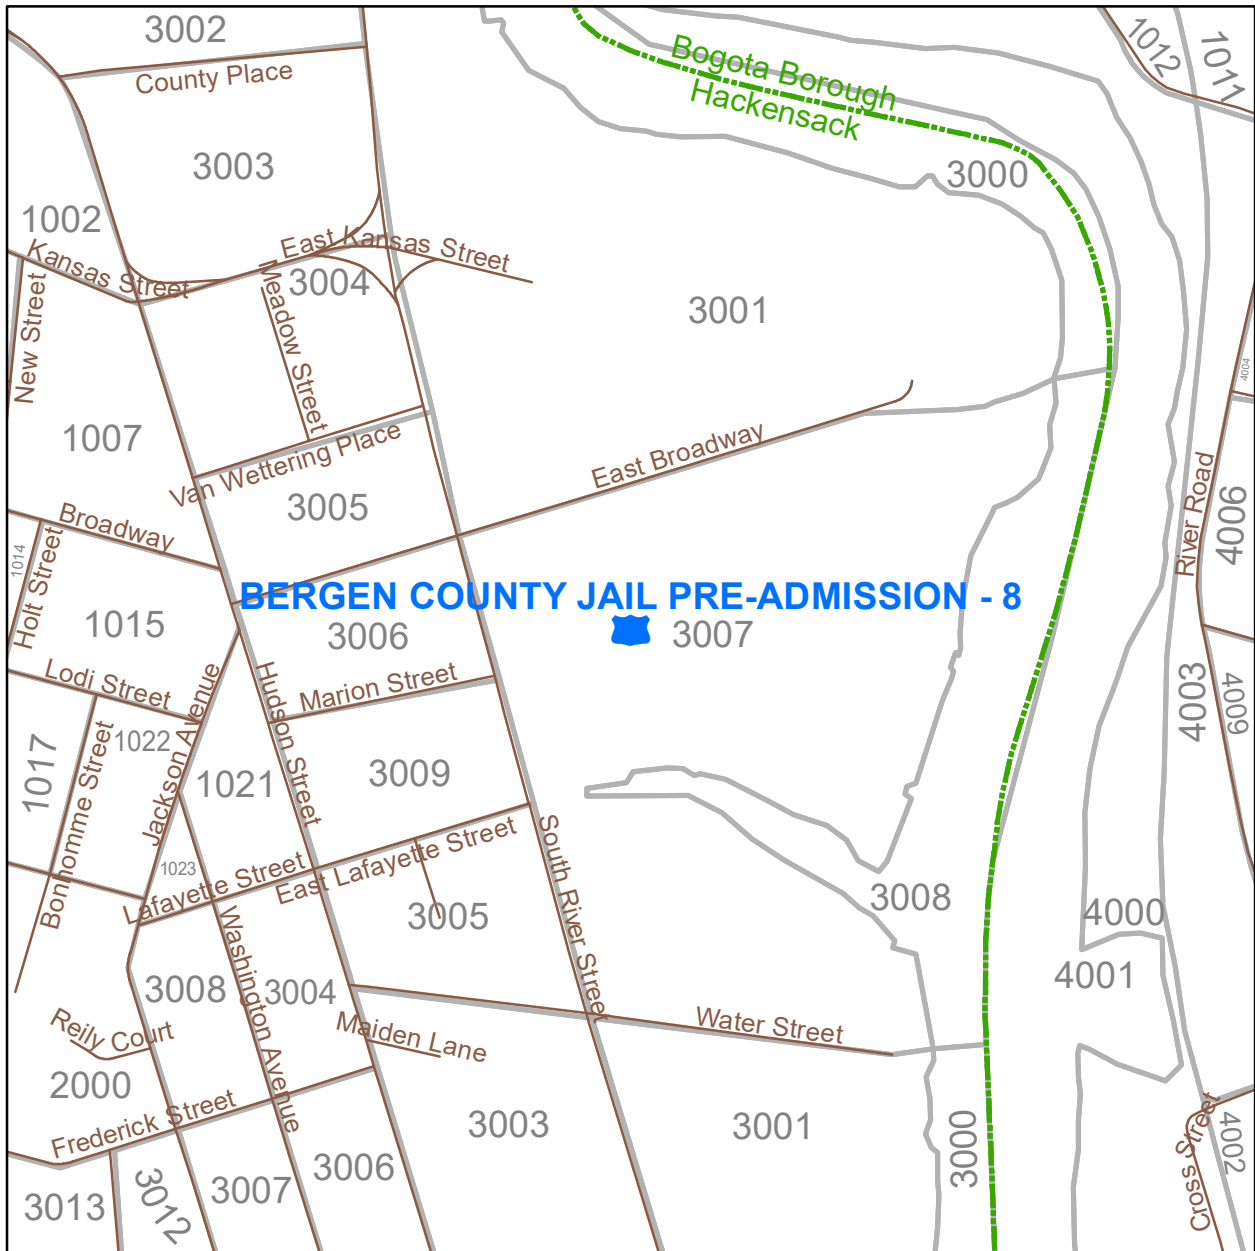 3002
County Place
Bogota Borough
Hackensack
1012
1011
3003
3000
1002
Kansas Street
East Kansas Street
3004
3001
New Street
Meadow Street
4004
1007
Van Wettering Place
East Broadway
River Road
4006
3005
Broadway
1014
Holt Street
1015
BERGEN COUNTY JAIL PRE-ADMISSION - 8
3006
3007
Lodi Street
Jackson Avenue
Hudson Street
Marion Street
4003
4009
1017
Bonhomme Street
1022
1021
3009
1023
Lafayette Street
East Lafayette Street
South River Street
3005
3008
4000
4001
3008
Washington Avenue
3004
Reily Court
Maiden Lane
Water Street
2000
Frederick Street
3003
3001
3000
Cross Street
4002
3013
3012
3007
3006